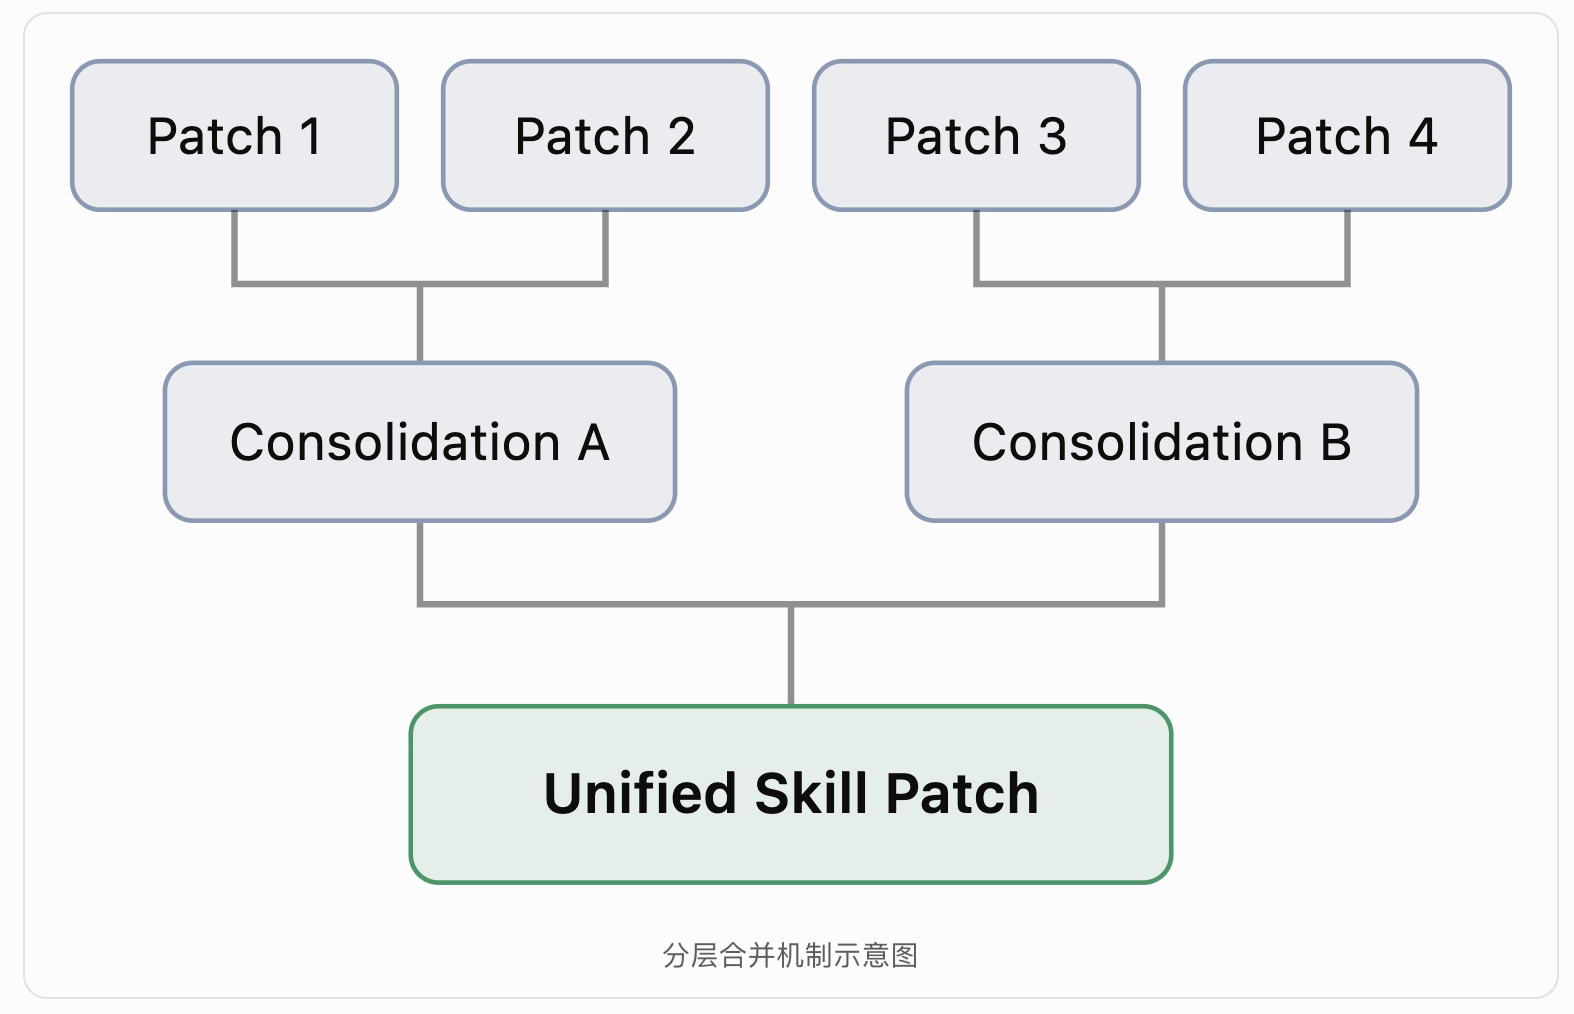 Patch 1
Patch 2
Patch 3
Patch 4
Consolidation A
Consolidation B
Unified Skill Patch
分层合并机制示意图